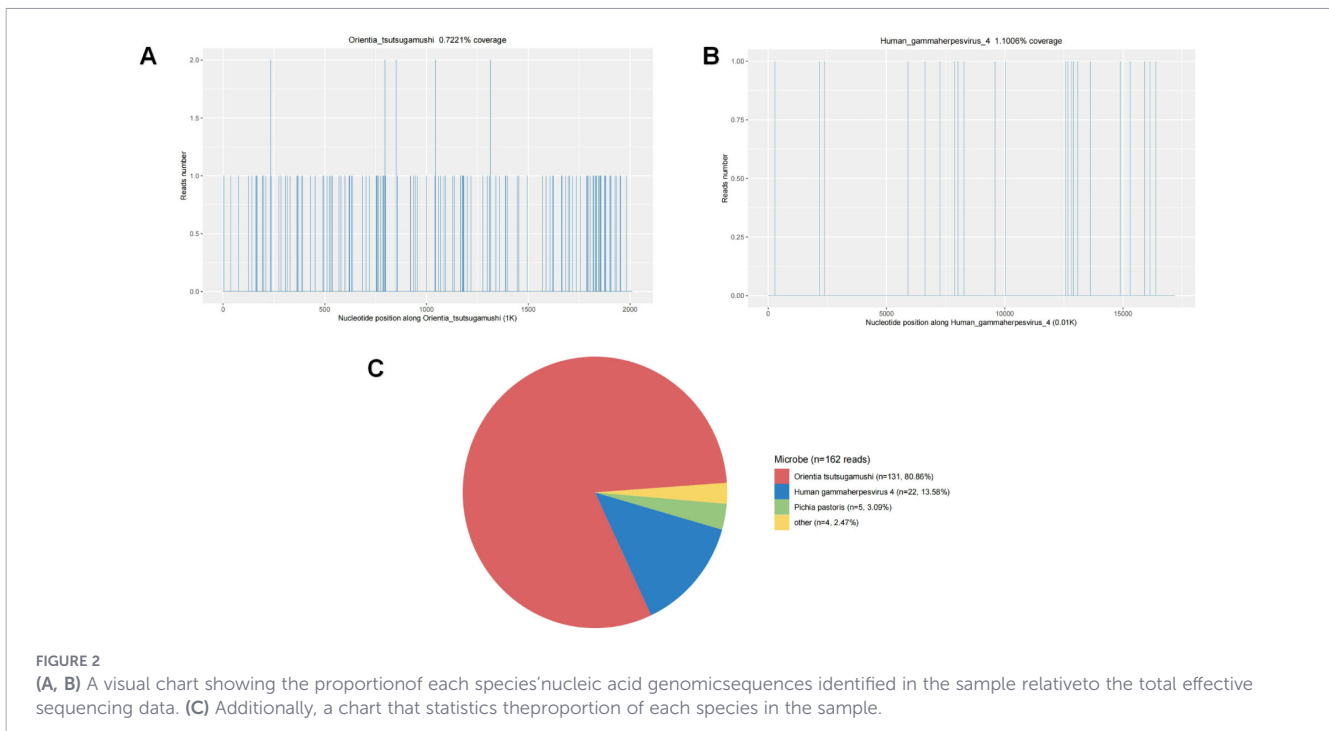 A
Orientia_tsutsugamushi 0.7221% coverage
2.0
1.5
1.0
0.5
0.0
Reads number
0
500
1000
1500
2000
Nucleotide position along Orientia_tsutsugamushi (1K)
B
Human_gammaherpesvirus_4 1.1006% coverage
1.00
0.75
0.50
0.25
0.00
Reads number
0
5000
10000
15000
Nucleotide position along Human_gammaherpesvirus_4 (0.01K)
C
Microbe (n=162 reads)
Orientia tsutsugamushi (n=131, 80.86%)
Human gammaherpesvirus 4 (n=22, 13.58%)
Pichia pastoris (n=5, 3.09%)
other (n=4, 2.47%)
FIGURE 2
(A, B) A visual chart showing the proportionof each species'nucleic acid genomicsequences identified in the sample relativeto the total effective
sequencing data. (C) Additionally, a chart that statistics theproportion of each species in the sample.